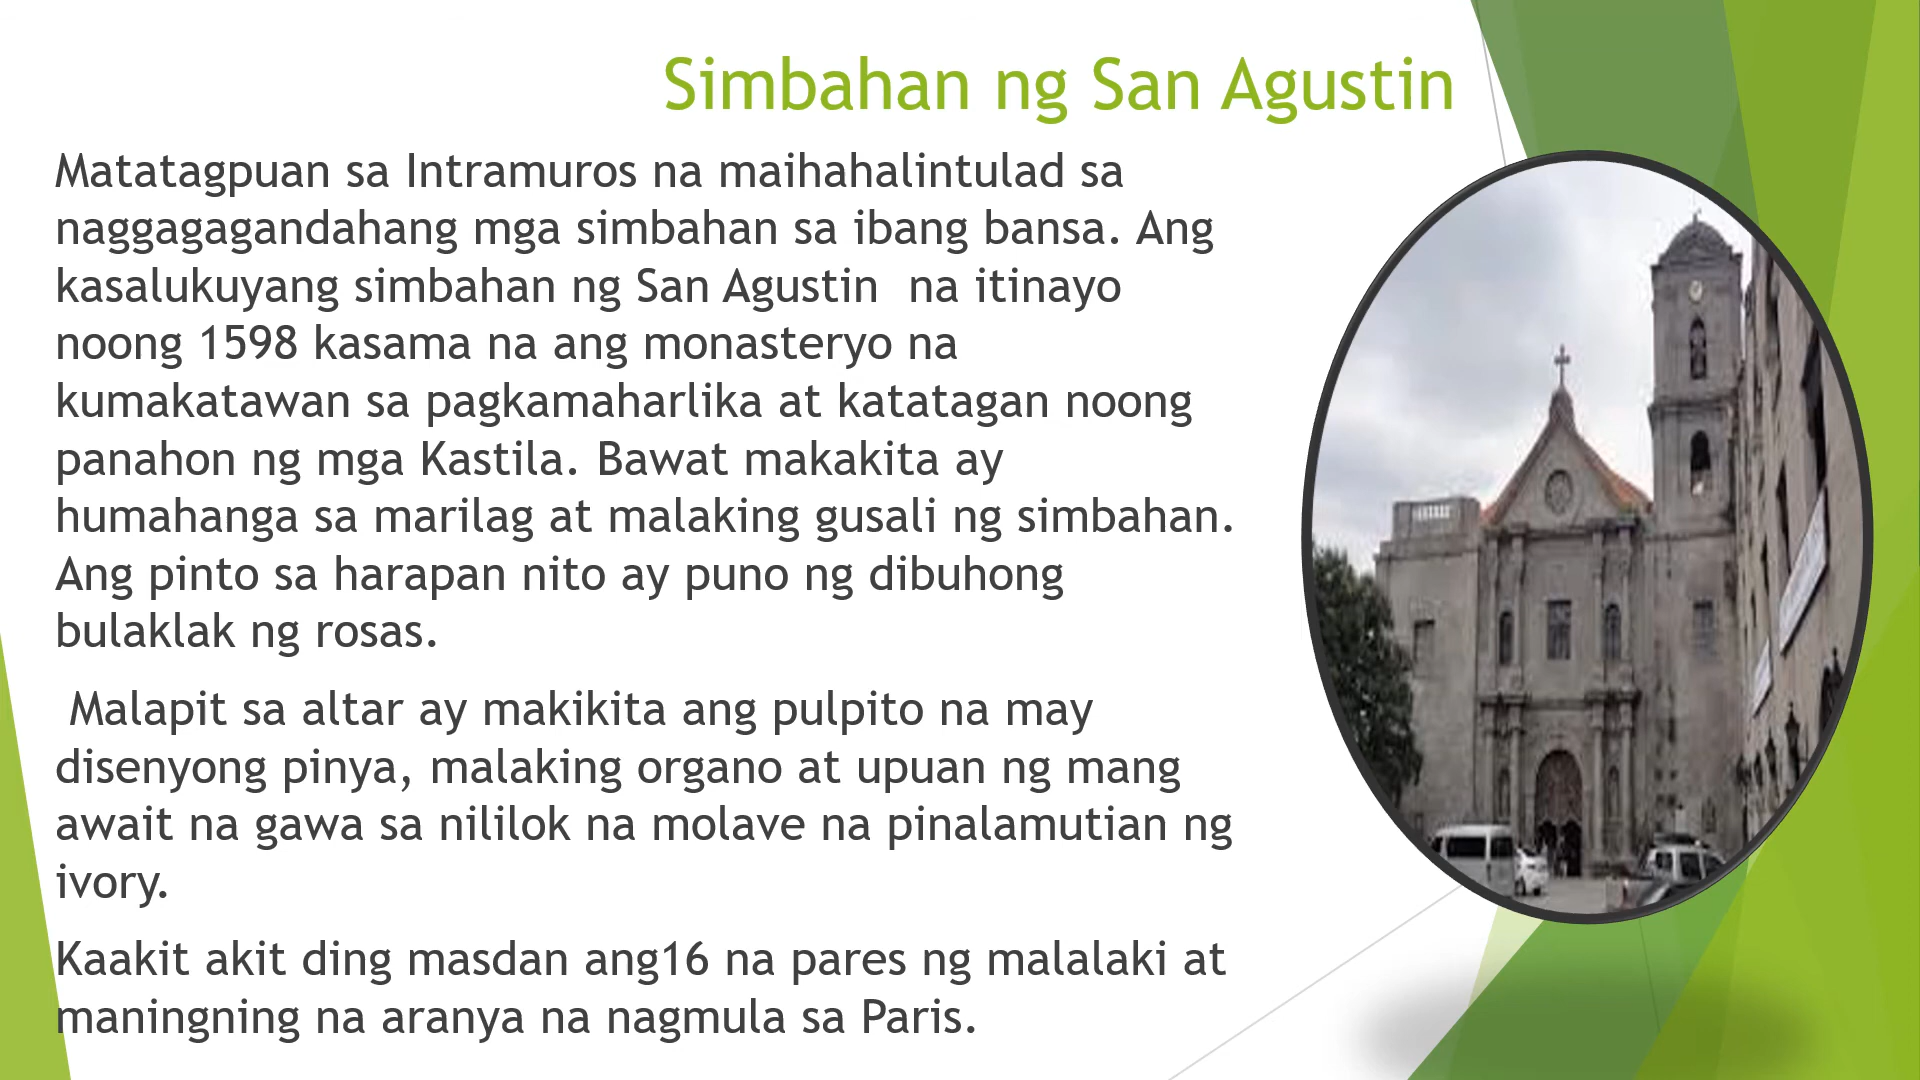 Simbahan ng San Agustin
Matatagpuan sa Intramuros na maihahalintulad sa
naggagagandahang mga simbahan sa ibang bansa. Ang
kasalukuyang simbahan ng San Agustin  na itinayo
noong 1598 kasama na ang monasteryo na
kumakatawan sa pagkamaharlika at katatagan noong
panahon ng mga Kastila. Bawat makakita ay
humahanga sa marilag at malaking gusali ng simbahan.
Ang pinto sa harapan nito ay puno ng dibuhong
bulaklak ng rosas.
Malapit sa altar ay makikita ang pulpito na may
disenyong pinya, malaking organo at upuan ng mang
await na gawa sa nililok na molave na pinalamutian ng
ivory.
Kaakit akit ding masdan ang16 na pares ng malalaki at
maningning na aranya na nagmula sa Paris.